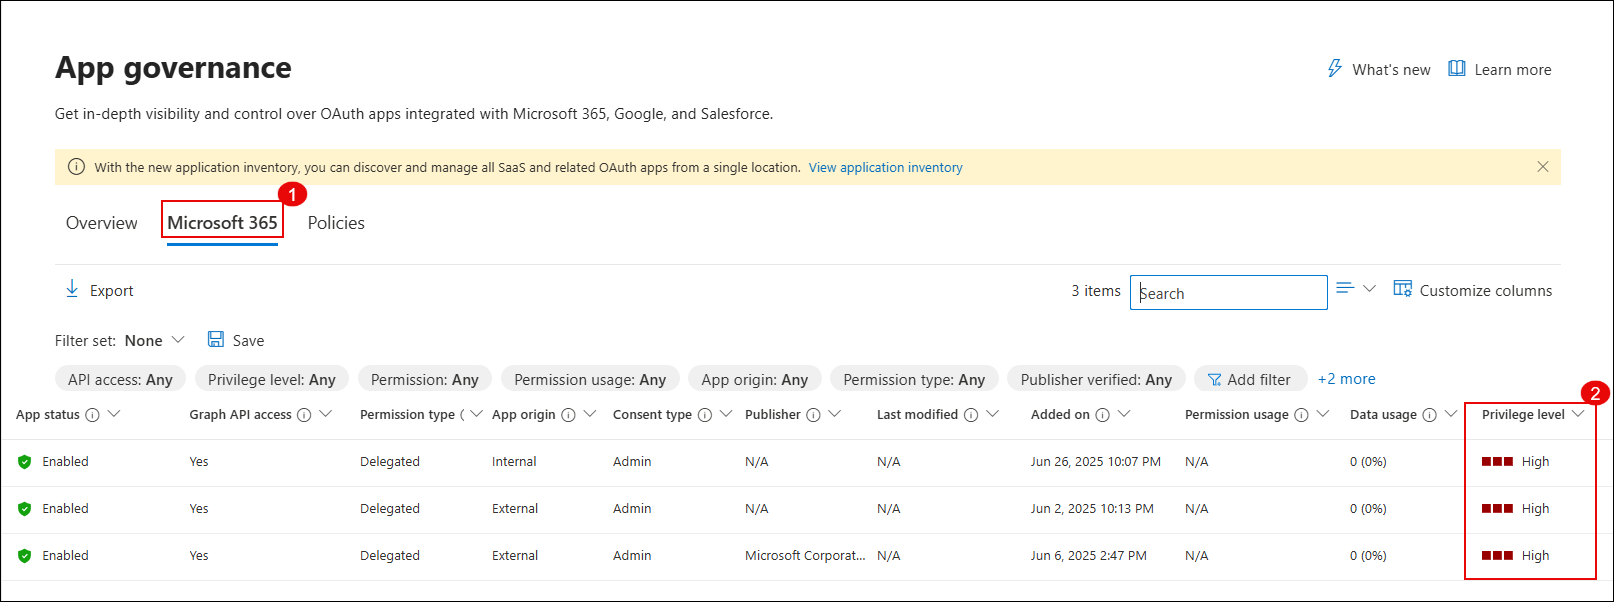 App governance
What's new
Learn more
Get in-depth visibility and control over OAuth apps integrated with Microsoft 365, Google, and Salesforce.
With the new application inventory, you can discover and manage all SaaS and related OAuth apps from a single location. View application inventory
1
Overview Microsoft 365 Policies
Export
3 items Search Customize columns
Filter set: None Save
API access: Any Privilege level: Any Permission: Any Permission usage: Any App origin: Any Permission type: Any Publisher verified: Any Add filter +2 more
2
App status Graph API access Permission type App origin Consent type Publisher Last modified Added on Permission usage Data usage Privilege level
Enabled Yes Delegated Internal Admin N/A N/A Jun 26, 2025 10:07 PM N/A 0 (0%) High
Enabled Yes Delegated External Admin N/A N/A Jun 2, 2025 10:13 PM N/A 0 (0%) High
Enabled Yes Delegated External Admin Microsoft Corporat... N/A Jun 6, 2025 2:47 PM N/A 0 (0%) High